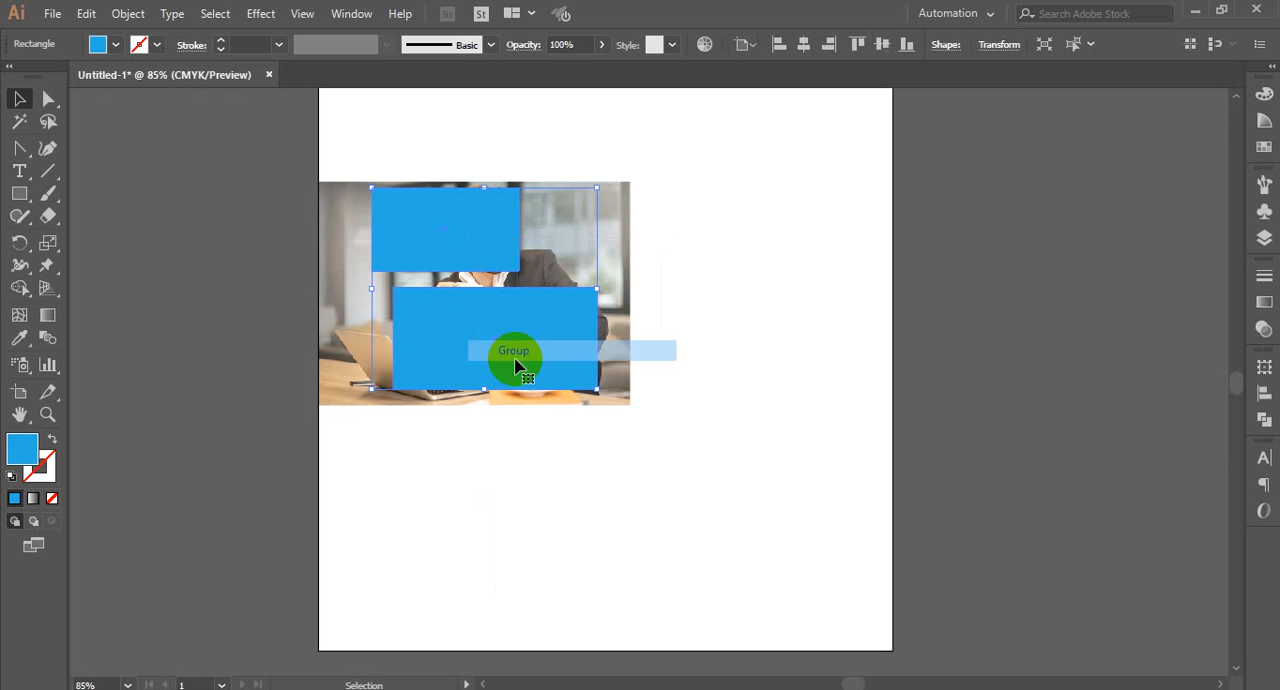 Ai File Edit Object Type Select Effect View Window Help Br St Automation Search Adobe Stock
Rectangle Stroke: Basic Opacity: 100% Style: Shape: Transform
Untitled-1* @ 85% (CMYK/Preview)
Group
85% 1 Selection